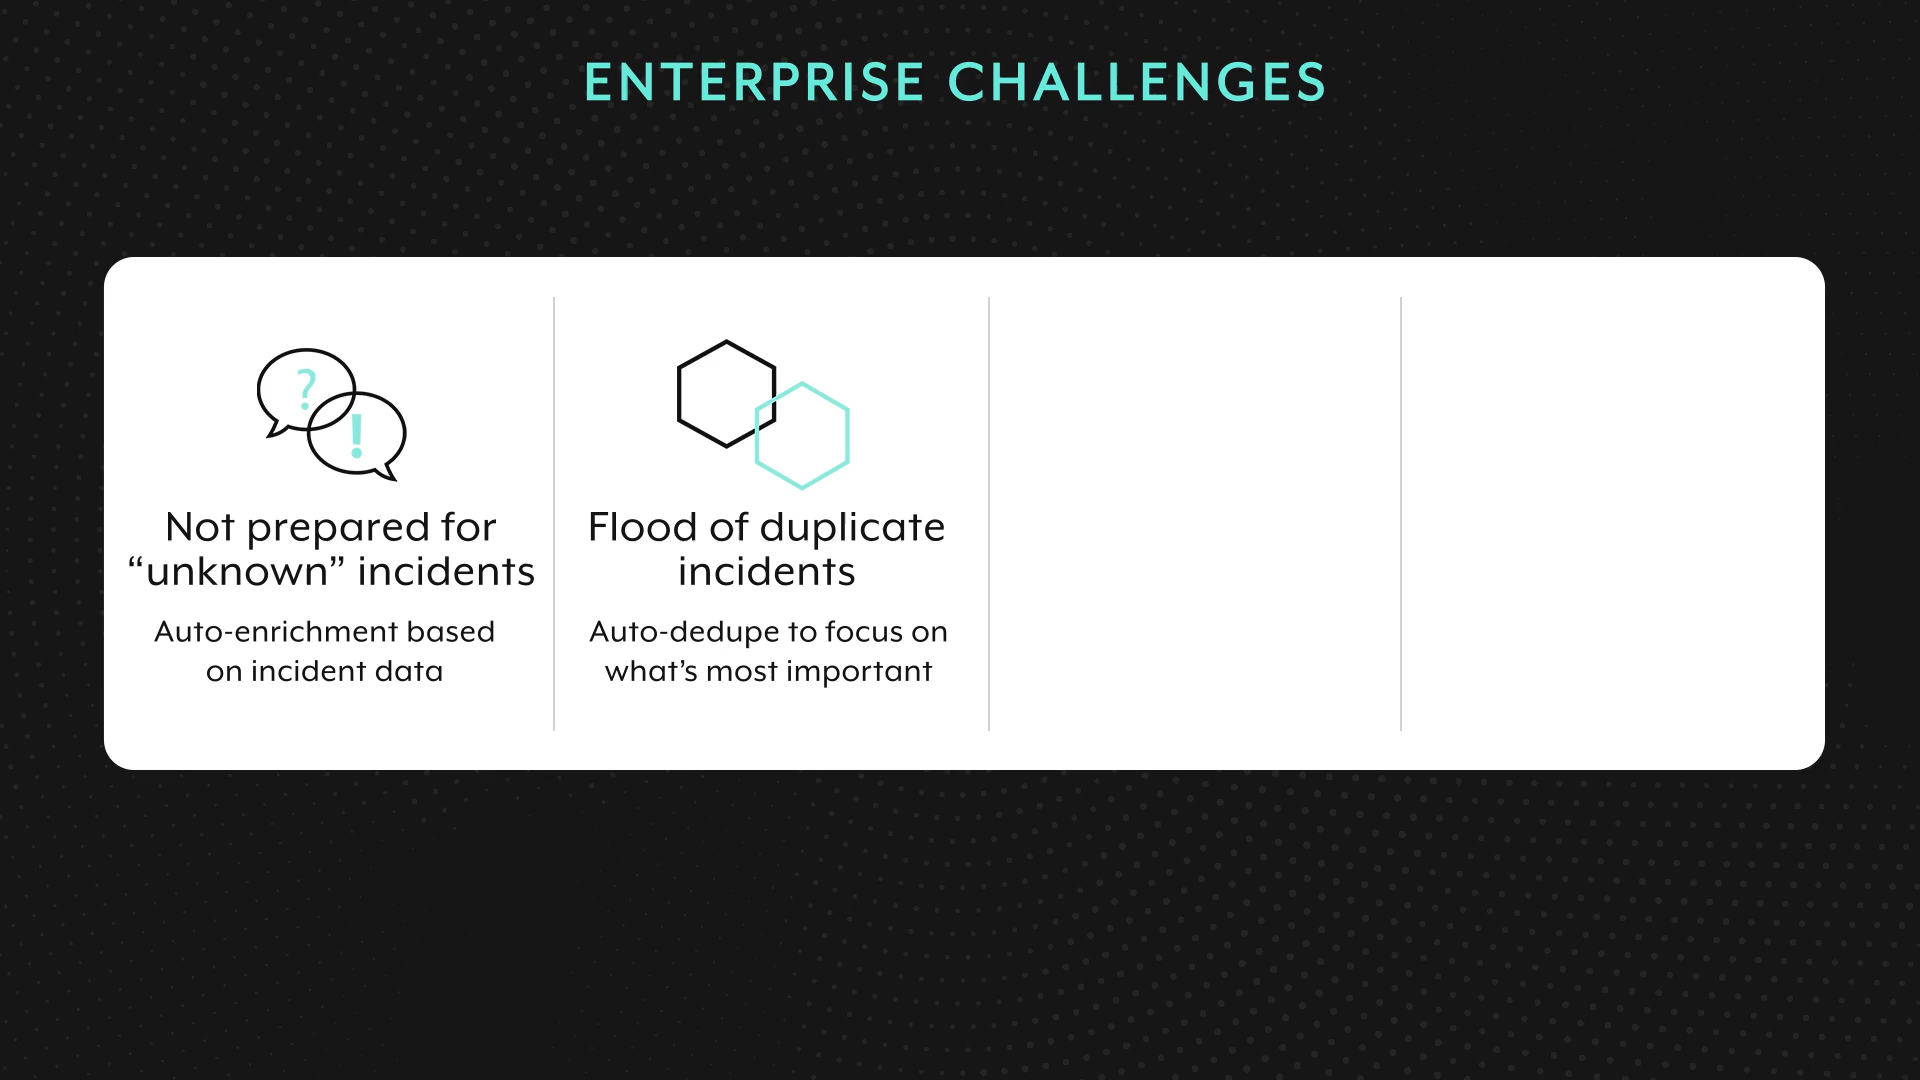 ENTERPRISE CHALLENGES
?
!
Not prepared for
“unknown” incidents
Auto-enrichment based
on incident data
Flood of duplicate
incidents
Auto-dedupe to focus on
what’s most important